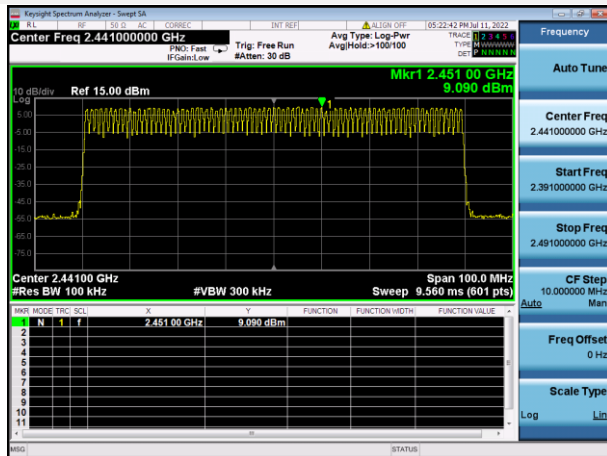 Keysight Spectrum Analyzer - Swept SA
RL RF 50 Ω AC CORREC INT REF ALIGN OFF 05:22:42 PM Jul 11, 2022
Center Freq 2.441000000 GHz
PNO: Fast
IFGain:Low
Trig: Free Run
#Atten: 30 dB
Avg Type: Log-Pwr
Avg|Hold:>100/100
TRACE 1 2 3 4 5 6
TYPE M W W W W W
DET P N N N N N
Mkr1 2.451 00 GHz
9.090 dBm
10 dB/div Ref 15.00 dBm
Log
5.00
-5.00
-15.0
-25.0
-35.0
-45.0
-55.0
-65.0
-75.0
1
Center 2.44100 GHz Span 100.0 MHz
#Res BW 100 kHz #VBW 300 kHz Sweep 9.560 ms (601 pts)
MKR MODE TRC SCL X Y FUNCTION FUNCTION WIDTH FUNCTION VALUE
1 N 1 f 2.451 00 GHz 9.090 dBm
2
3
4
5
6
7
8
9
10
11
MSG STATUS
Frequency
Auto Tune
Center Freq
2.441000000 GHz
Start Freq
2.391000000 GHz
Stop Freq
2.491000000 GHz
CF Step
10.000000 MHz
Auto Man
Freq Offset
0 Hz
Scale Type
Log Lin